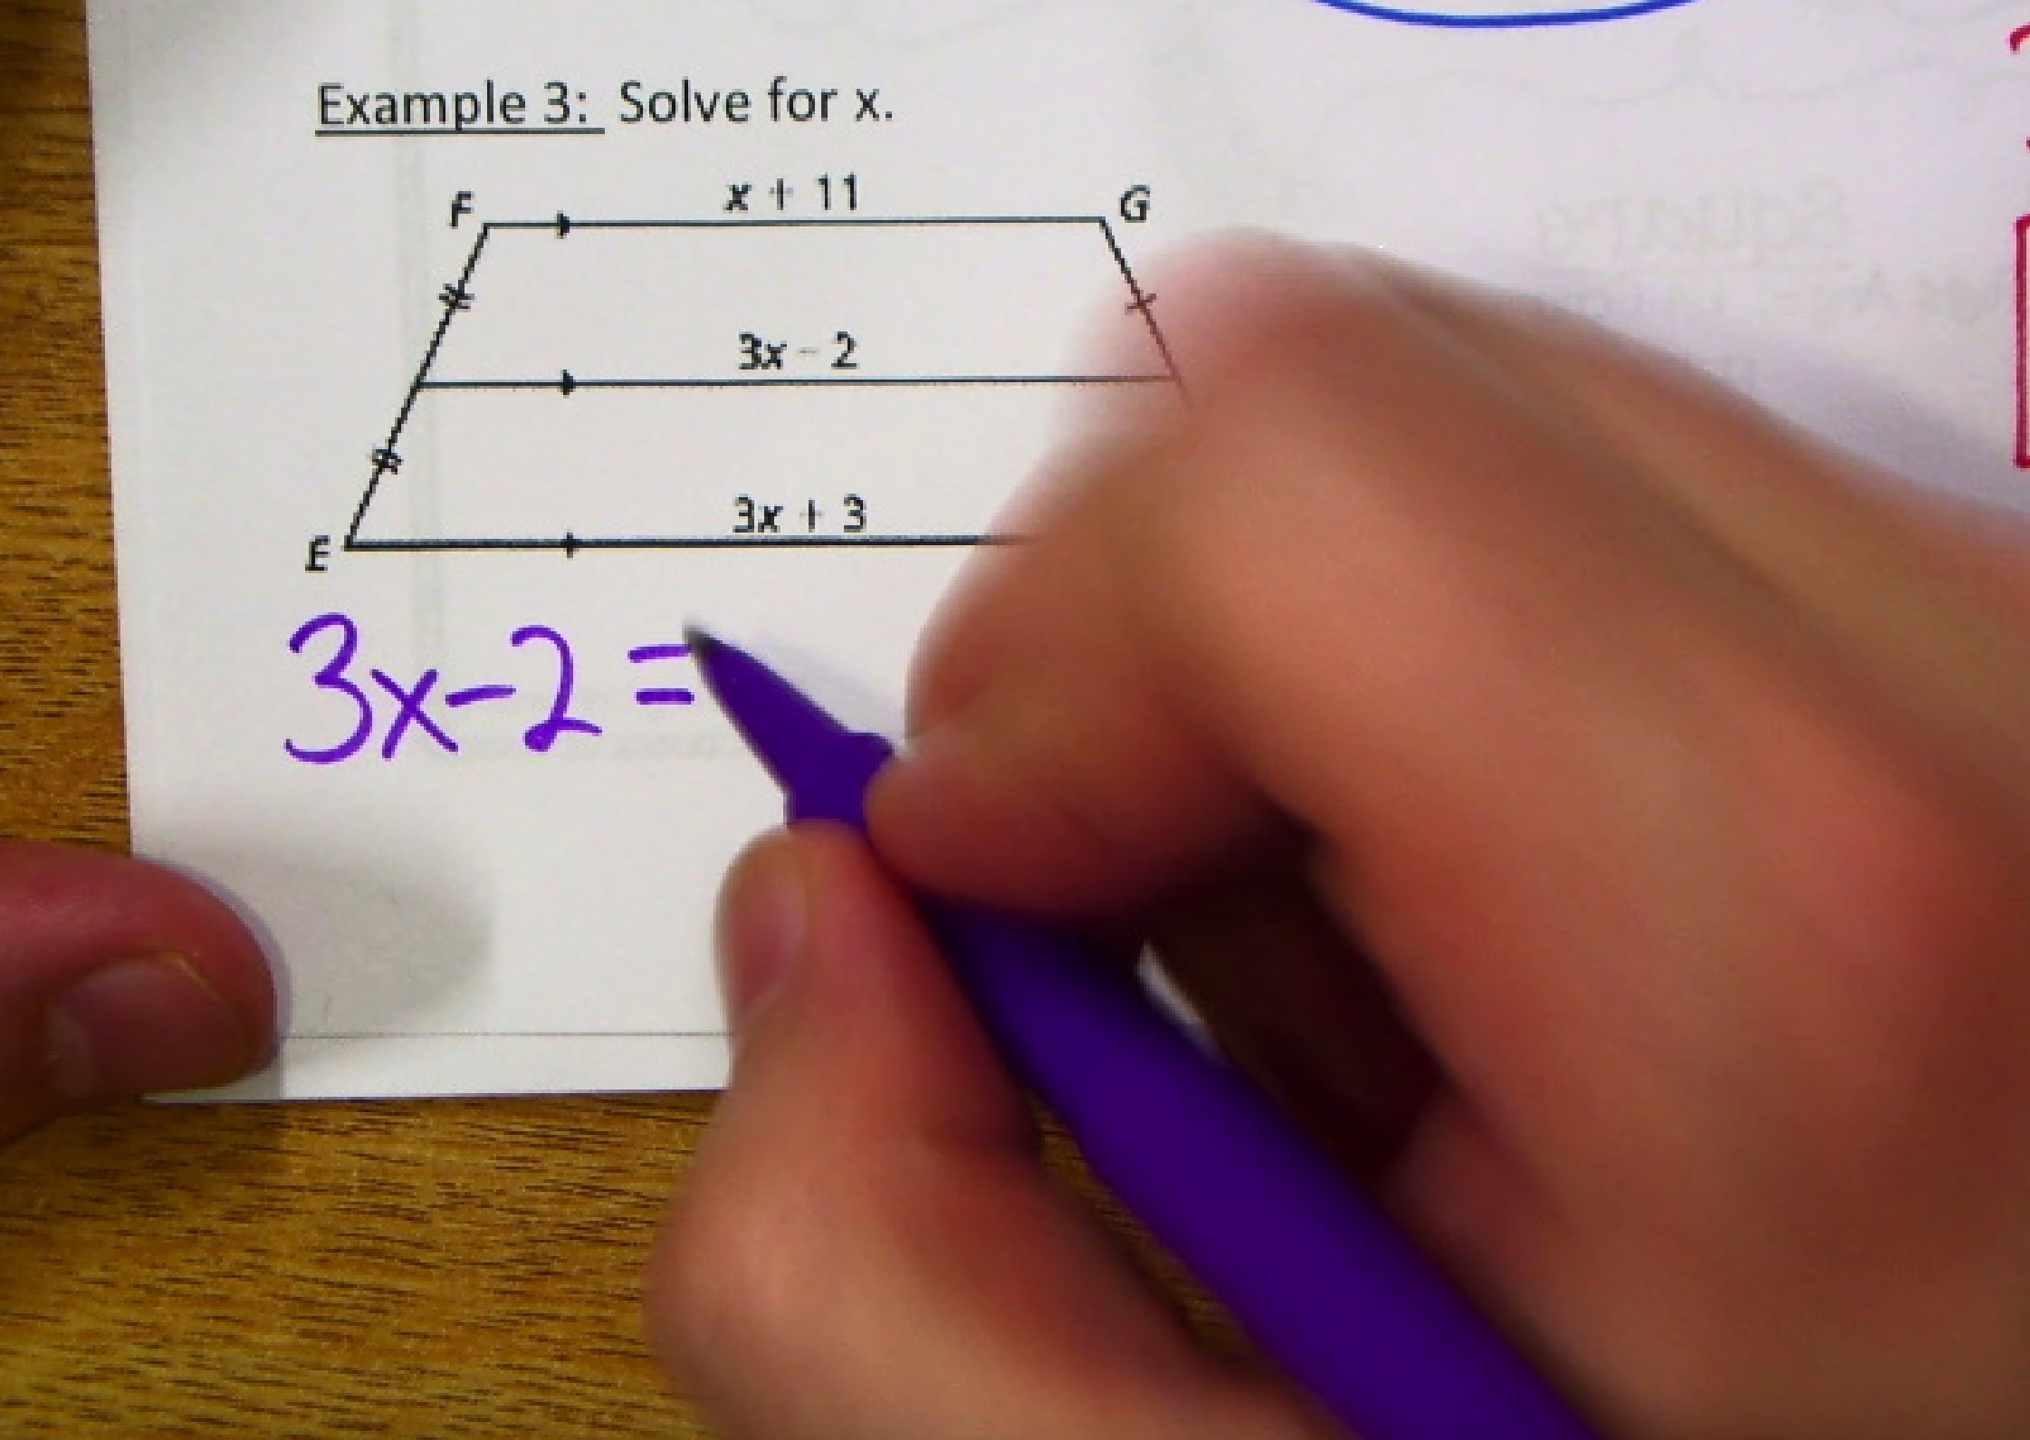 Example 3: Solve for x.
F x + 11 G
3x - 2
E 3x + 3
3x-2=